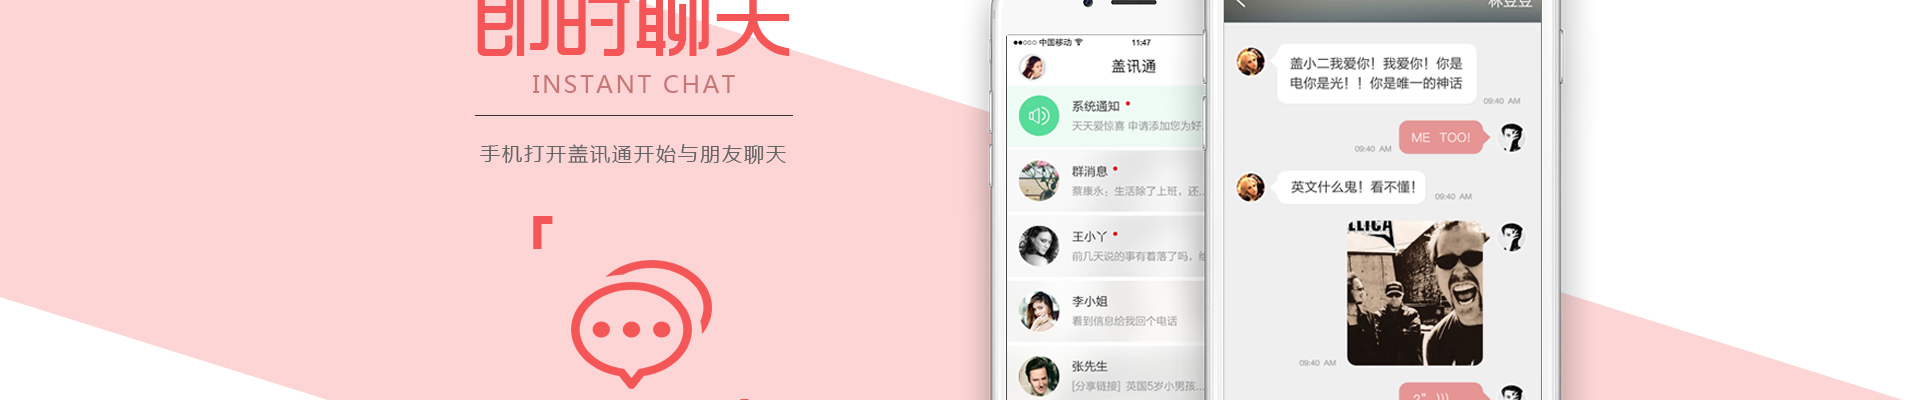 即时聊天
INSTANT CHAT
手机打开盖讯通开始与朋友聊天
中国移动
11:47
盖讯通
系统通知
天天爱惊喜 申请添加您为好
群消息
蔡康永：生活除了上班，还...
王小丫
前几天说的事有着落了吗，
李小姐
看到信息给我回个电话
张先生
[分享链接] 英国5岁小男孩...
林豆豆
盖小二我爱你！我爱你！你是
电你是光！！你是唯一的神话
09:40 AM
ME TOO!
09:40 AM
英文什么鬼！看不懂！
09:40 AM
LLICA
09:40 AM
2"